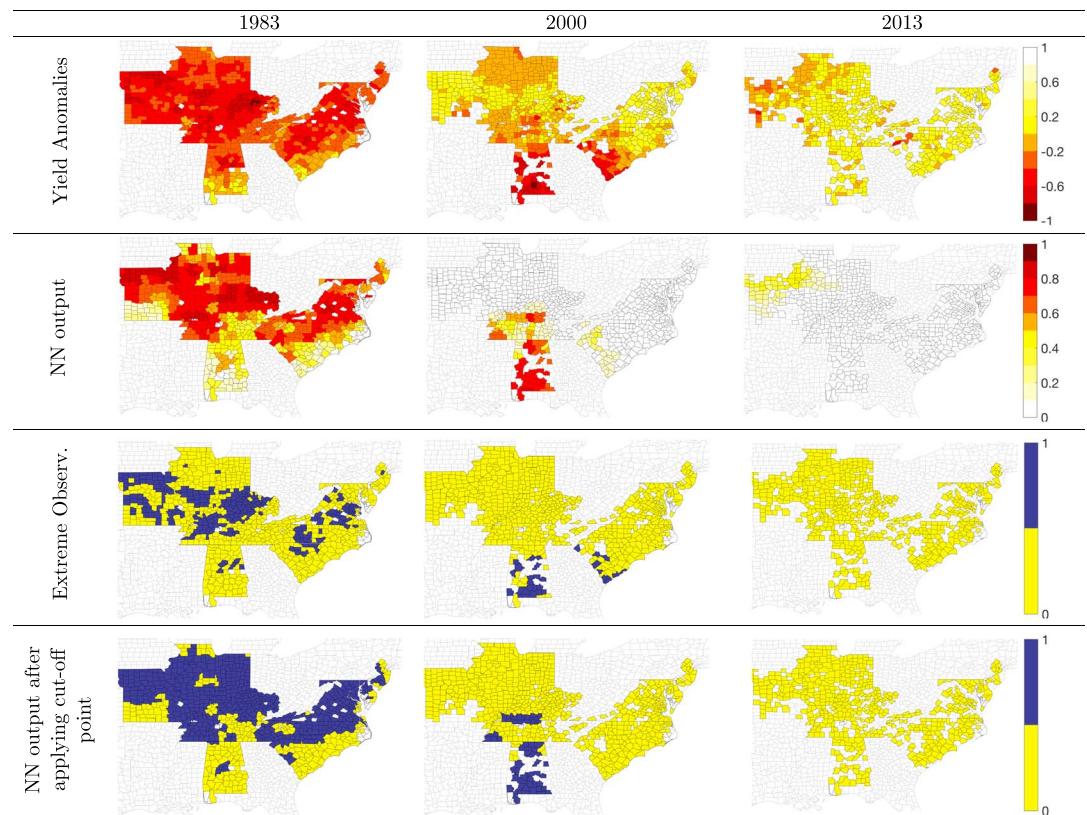 1983 2000 2013
Yield Anomalies
1
0.6
0.2
-0.2
-0.6
-1
NN output
1
0.8
0.6
0.4
0.2
0
Extreme Observ.
1
0
NN output after
applying cut-off
point
1
0